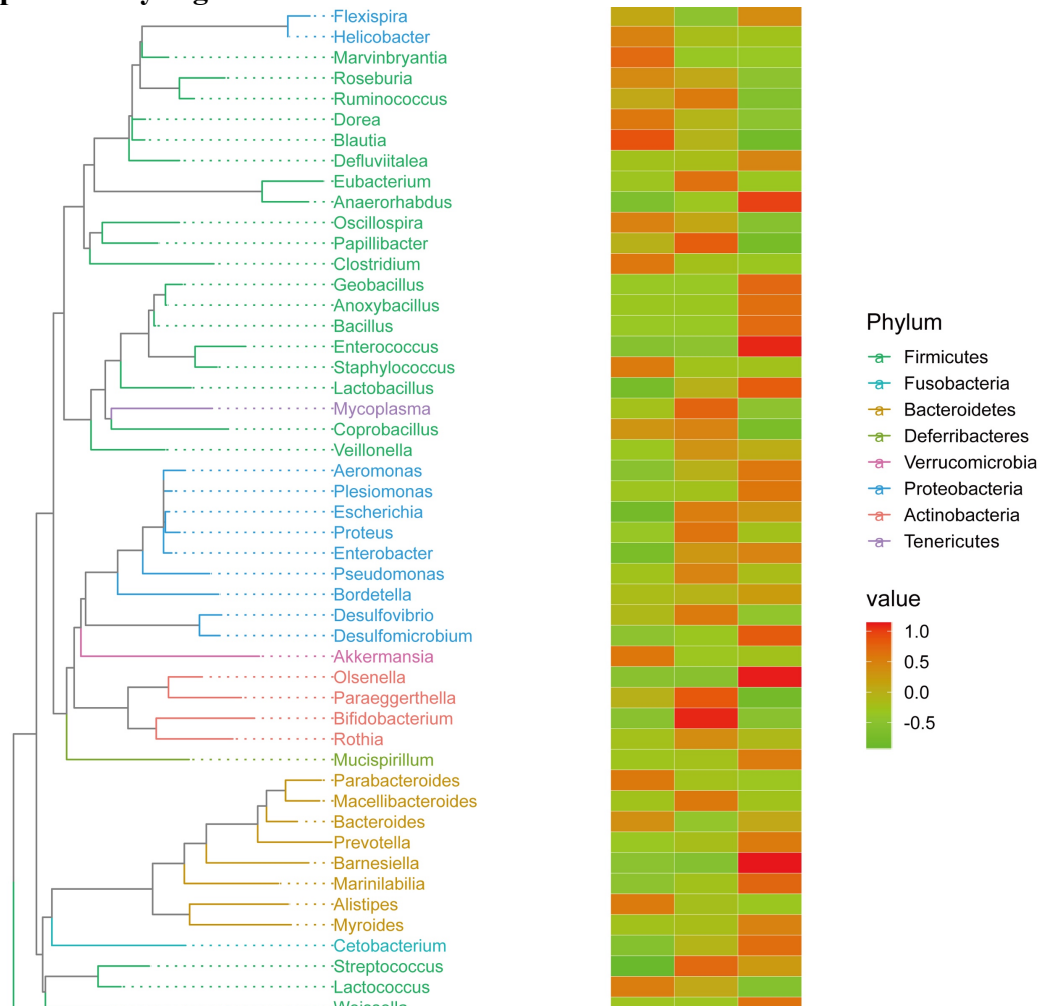 Flexispira
Helicobacter
Marvinbryantia
Roseburia
Ruminococcus
Dorea
Blautia
Defluviitalea
Eubacterium
Anaerorhabdus
Oscillospira
Papillibacter
Clostridium
Geobacillus
Anoxybacillus
Bacillus
Enterococcus
Staphylococcus
Lactobacillus
Mycoplasma
Coprobacillus
Veillonella
Aeromonas
Plesiomonas
Escherichia
Proteus
Enterobacter
Pseudomonas
Bordetella
Desulfovibrio
Desulfomicrobium
Akkermansia
Olsenella
Paraeggerthella
Bifidobacterium
Rothia
Mucispirillum
Parabacteroides
Macellibacteroides
Bacteroides
Prevotella
Barnesiella
Marinilabilia
Alistipes
Myroides
Cetobacterium
Streptococcus
Lactococcus
Phylum
a Firmicutes
a Fusobacteria
a Bacteroidetes
a Deferribacteres
a Verrucomicrobia
a Proteobacteria
a Actinobacteria
a Tenericutes
value
1.0
0.5
0.0
-0.5